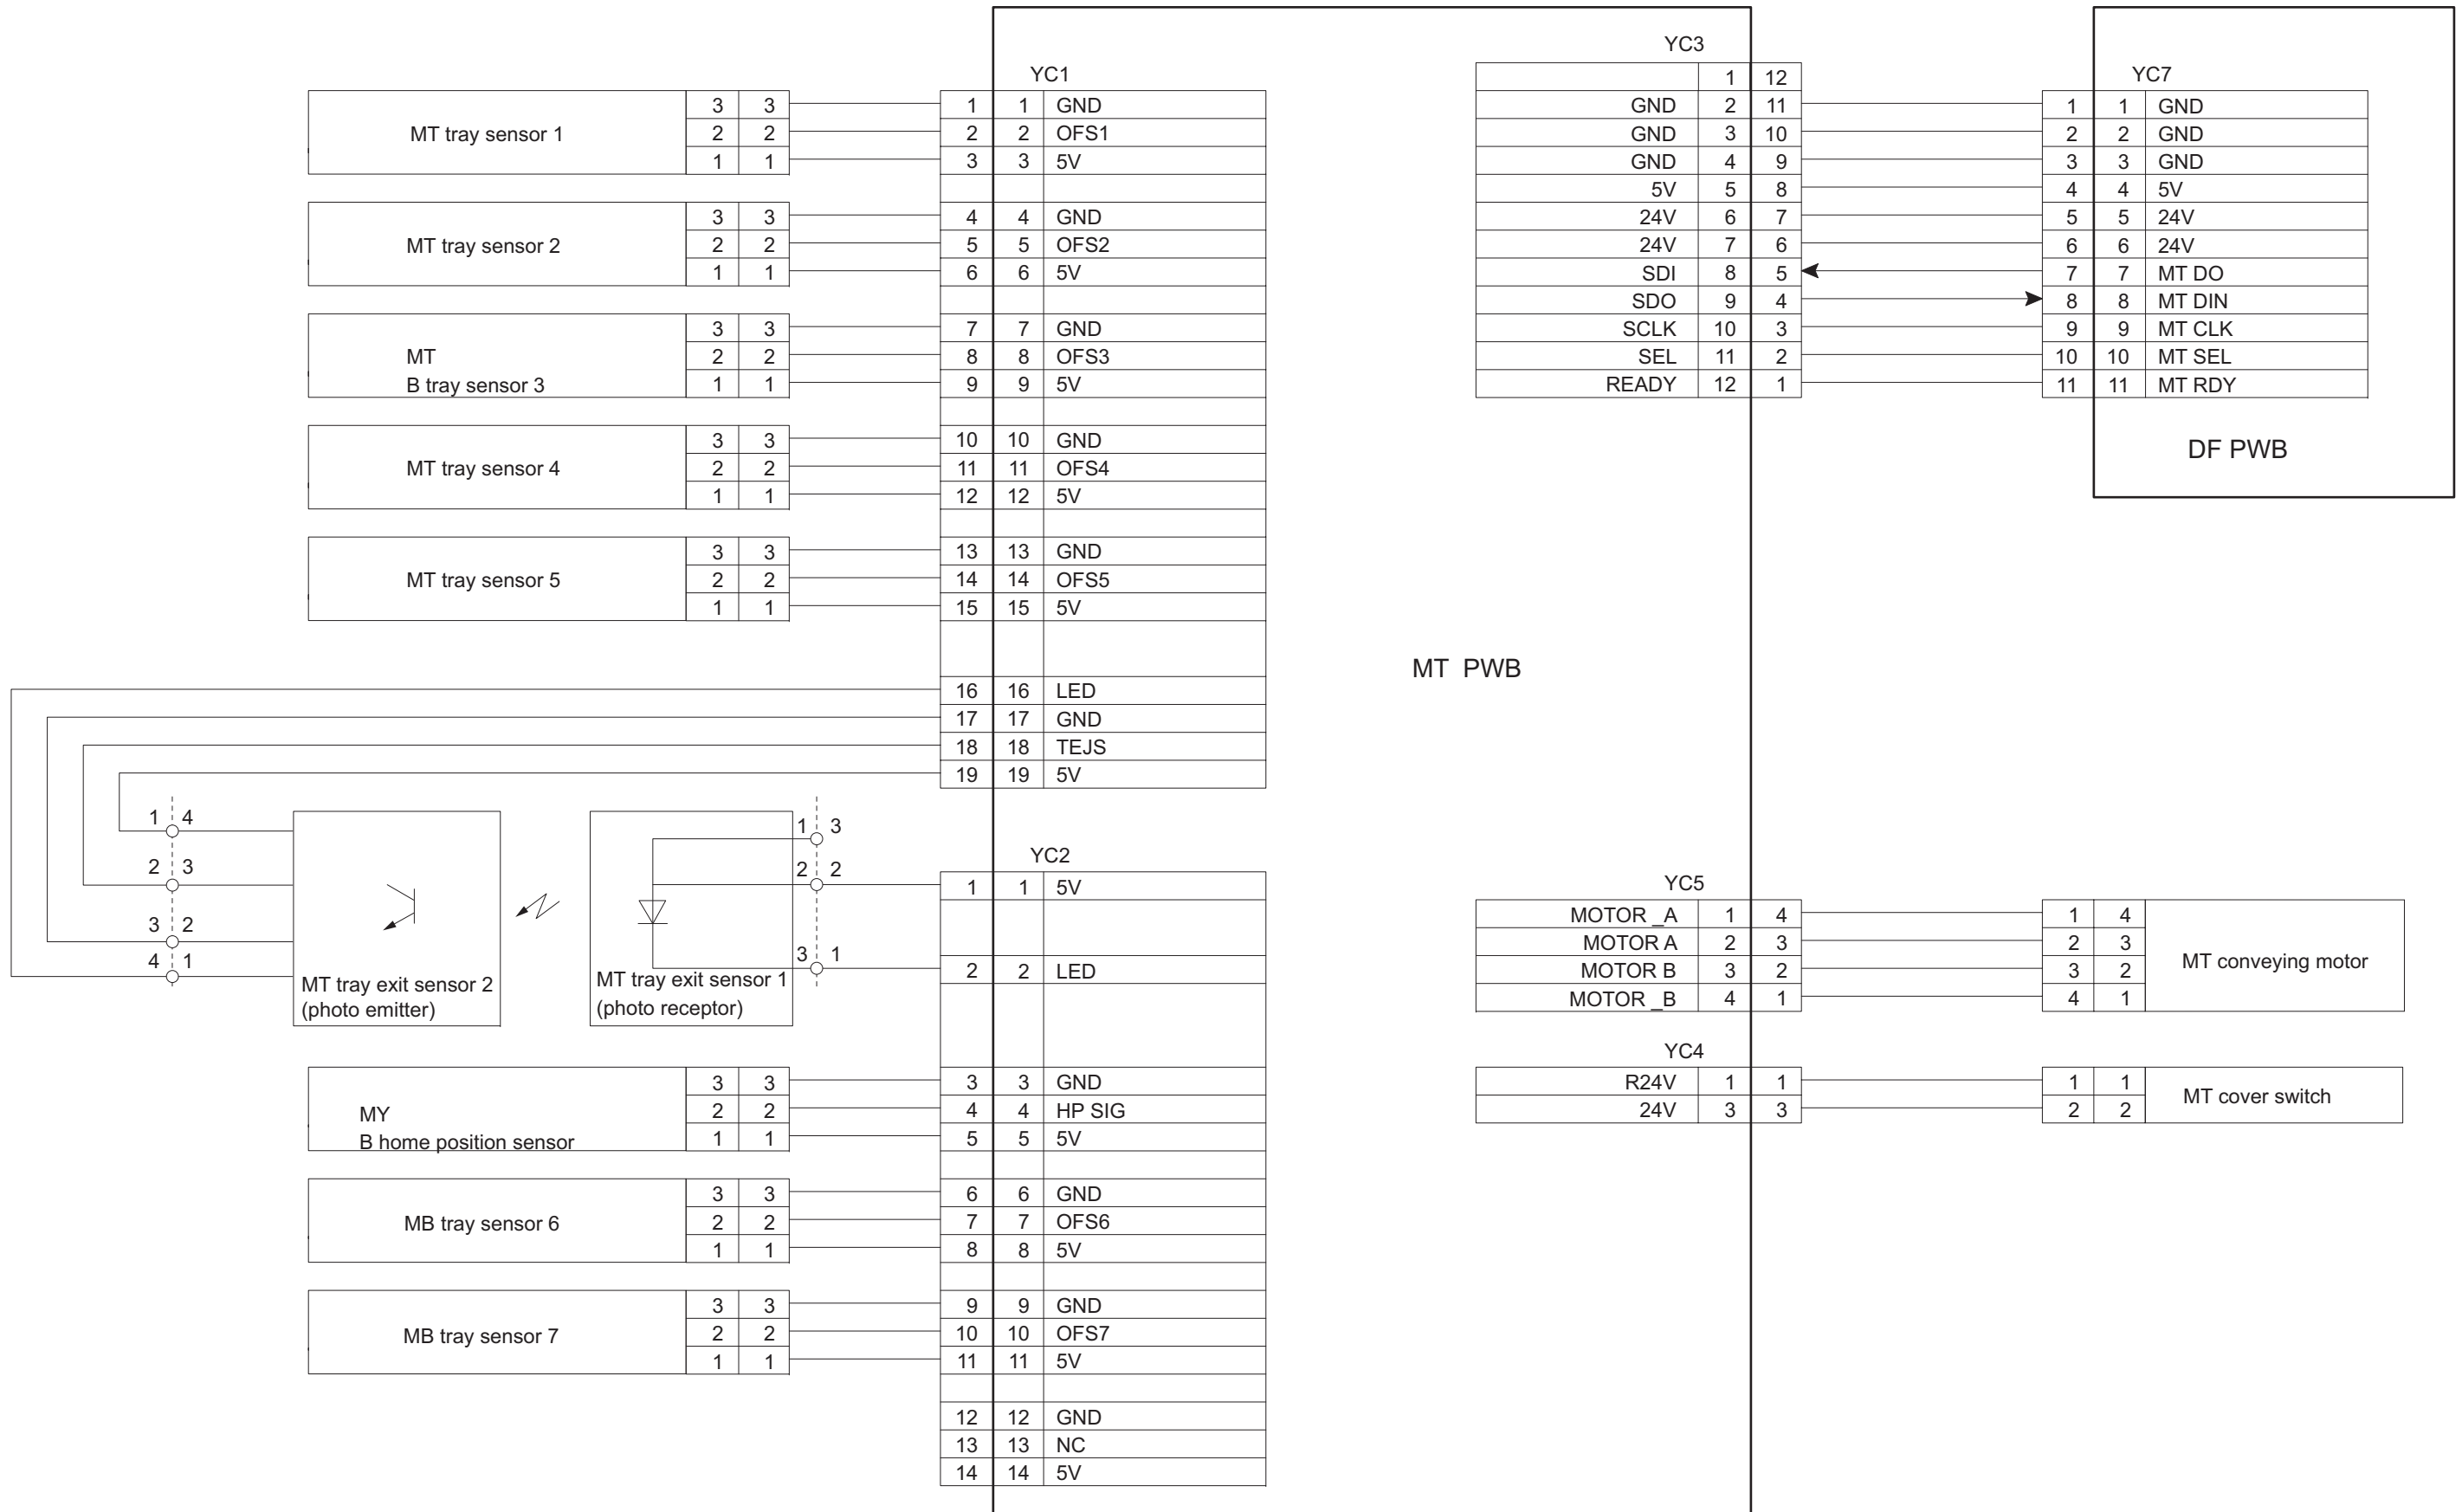 YC1
3 3 1 1 GND
MT tray sensor 1 2 2 2 2 OFS1
1 1 3 3 5V
3 3 4 4 GND
MT tray sensor 2 2 2 5 5 OFS2
1 1 6 6 5V
3 3 7 7 GND
MT 2 2 8 8 OFS3
B tray sensor 3 1 1 9 9 5V
3 3 10 10 GND
MT tray sensor 4 2 2 11 11 OFS4
1 1 12 12 5V
3 3 13 13 GND
MT tray sensor 5 2 2 14 14 OFS5
1 1 15 15 5V
16 16 LED
17 17 GND
18 18 TEJS
19 19 5V
1 4
2 3
3 2
4 1
MT tray exit sensor 2
(photo emitter)
1 3
2 2
3 1
MT tray exit sensor 1
(photo receptor)
YC2
1 1 5V
2 2 LED
3 3 3 3 GND
MY 2 2 4 4 HP SIG
B home position sensor 1 1 5 5 5V
3 3 6 6 GND
MB tray sensor 6 2 2 7 7 OFS6
1 1 8 8 5V
3 3 9 9 GND
MB tray sensor 7 2 2 10 10 OFS7
1 1 11 11 5V
12 12 GND
13 13 NC
14 14 5V
MT PWB
YC3
1 12
GND 2 11
GND 3 10
GND 4 9
5V 5 8
24V 6 7
24V 7 6
SDI 8 5
SDO 9 4
SCLK 10 3
SEL 11 2
READY 12 1
YC7
1 1 GND
2 2 GND
3 3 GND
4 4 5V
5 5 24V
6 6 24V
7 7 MT DO
8 8 MT DIN
9 9 MT CLK
10 10 MT SEL
11 11 MT RDY
DF PWB
YC5
MOTOR _A 1 4 1 4
MOTOR A 2 3 2 3
MOTOR B 3 2 3 2
MOTOR _B 4 1 4 1
MT conveying motor
YC4
R24V 1 1 1 1
24V 3 3 2 2
MT cover switch